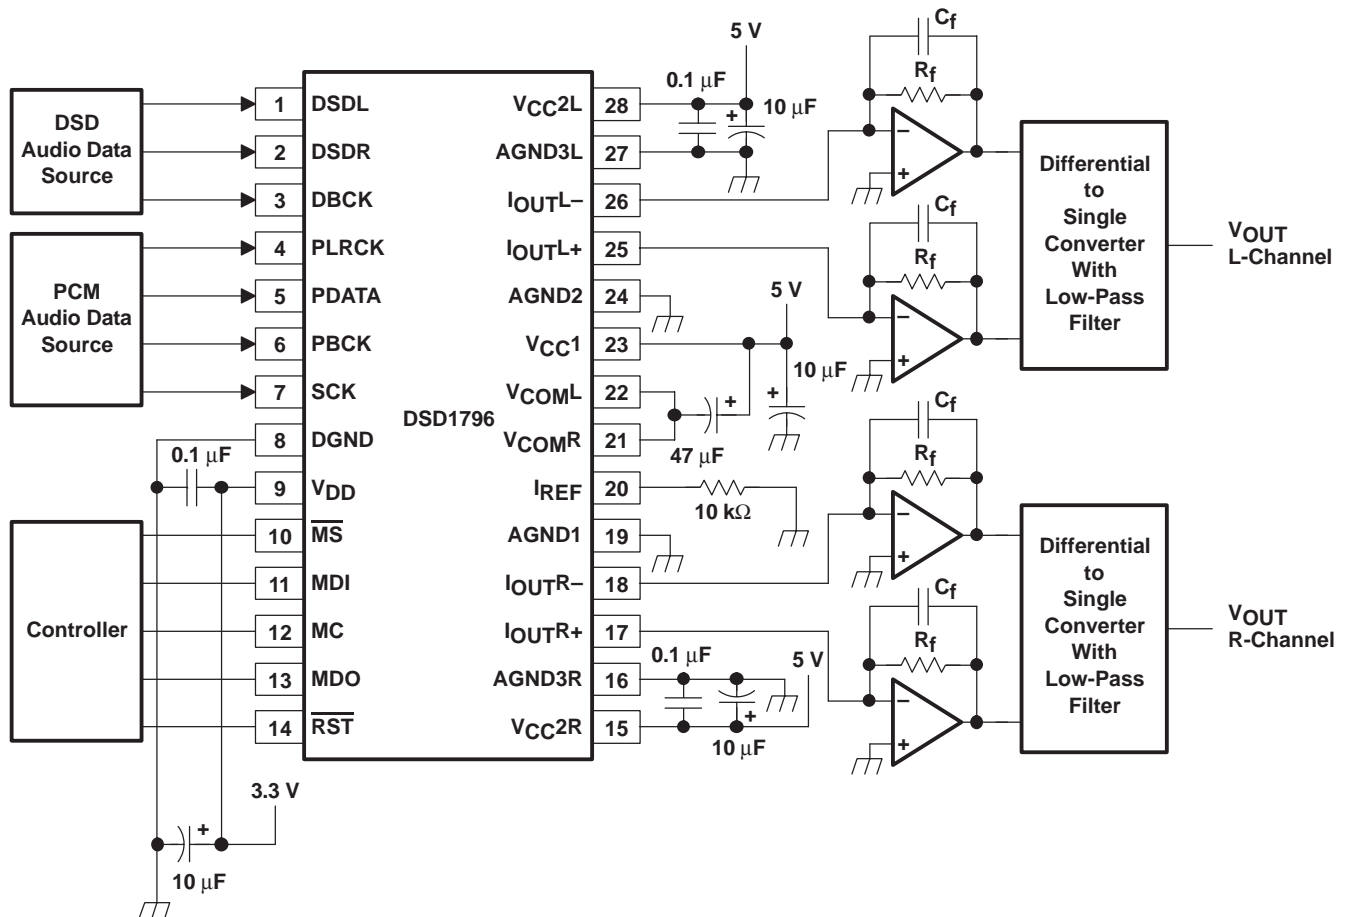 DSD
Audio Data
Source
PCM
Audio Data
Source
Controller
1 DSDL
2 DSDR
3 DBCK
4 PLRCK
5 PDATA
6 PBCK
7 SCK
8 DGND
9 VDD
10 MS
11 MDI
12 MC
13 MDO
14 RST
0.1 μF
3.3 V
+
10 μF
DSD1796
VCC2L 28
AGND3L 27
IOUTL– 26
IOUTL+ 25
AGND2 24
VCC1 23
VCOML 22
VCOMR 21
IREF 20
AGND1 19
IOUTR– 18
IOUTR+ 17
AGND3R 16
VCC2R 15
5 V
0.1 μF
10 μF
+
5 V
10 μF
+
+
47 μF
10 kΩ
0.1 μF
5 V
+
10 μF
Cf
Rf
–
+
Cf
Rf
–
+
Cf
Rf
–
+
Cf
Rf
–
+
Differential
to
Single
Converter
With
Low-Pass
Filter
VOUT
L-Channel
Differential
to
Single
Converter
With
Low-Pass
Filter
VOUT
R-Channel